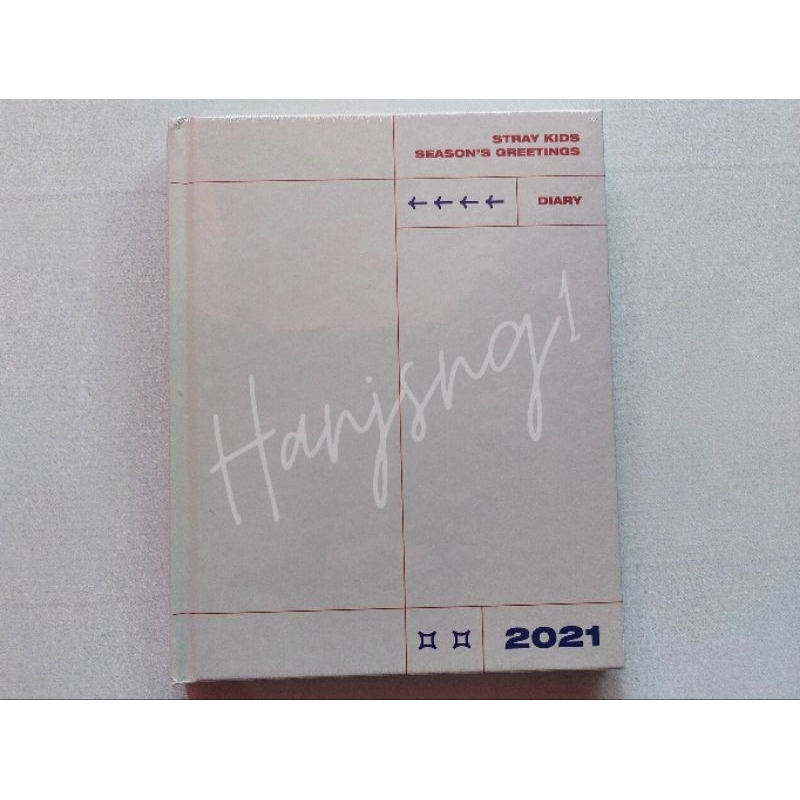 STRAY KIDS
SEASON'S GREETINGS
←←←← DIARY
Hanjsng1
2021